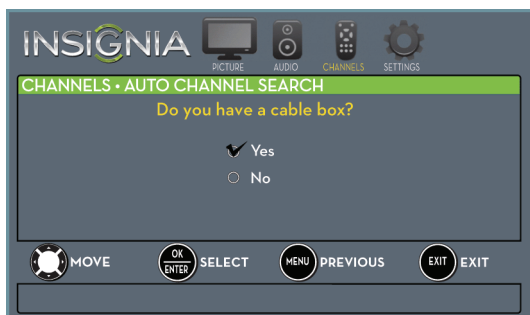 INSIGNIA
PICTURE AUDIO CHANNELS SETTINGS
CHANNELS • AUTO CHANNEL SEARCH
Do you have a cable box?
Yes
No
MOVE OK ENTER SELECT MENU PREVIOUS EXIT EXIT